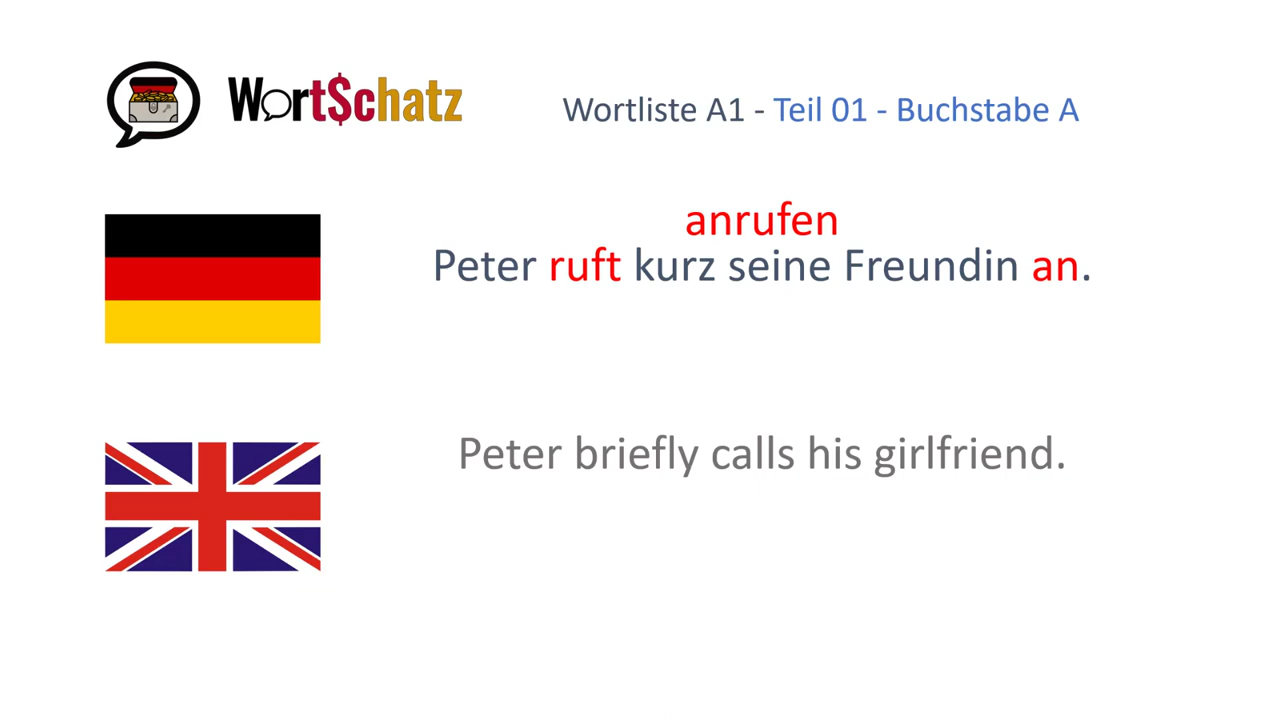 WortSchatz
Wortliste A1 - Teil 01 - Buchstabe A
anrufen
Peter ruft kurz seine Freundin an.
Peter briefly calls his girlfriend.